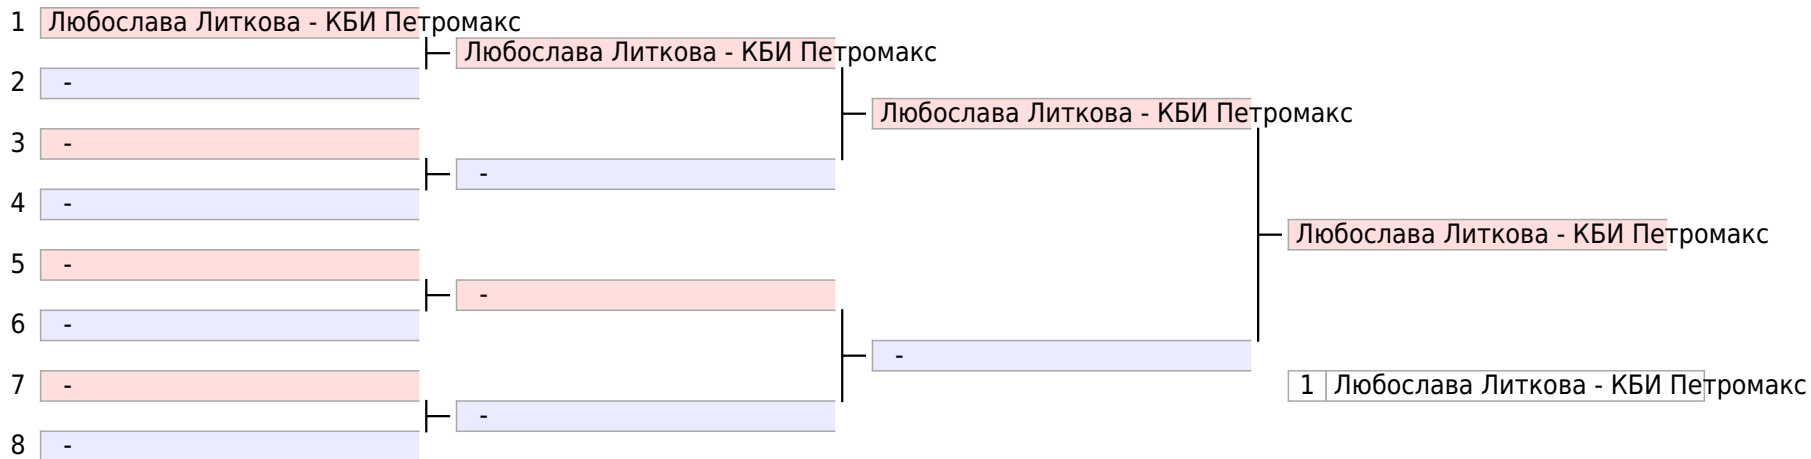 1 Любослава Литкова - КБИ Петромакс
Любослава Литкова - КБИ Петромакс
2 -
Любослава Литкова - КБИ Петромакс
3 -
-
4 -
Любослава Литкова - КБИ Петромакс
5 -
-
6 -
-
7 -
1 Любослава Литкова - КБИ Петромакс
-
8 -